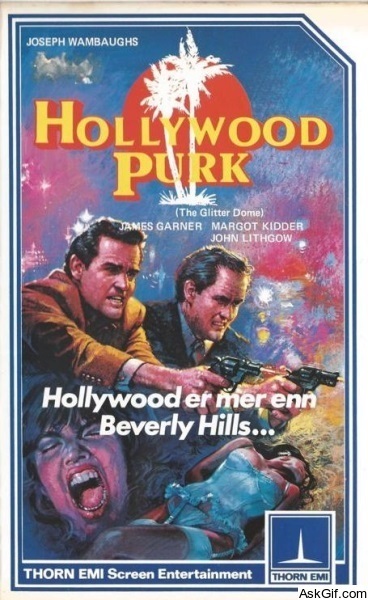 JOSEPH WAMBAUGHS
HOLLYWOOD
PURK
(The Glitter Dome)
JAMES GARNER MARGOT KIDDER
JOHN LITHGOW
Hollywood er mer enn
Beverly Hills...
THORN EMI Screen Entertainment
THORN EMI
AskGif.com